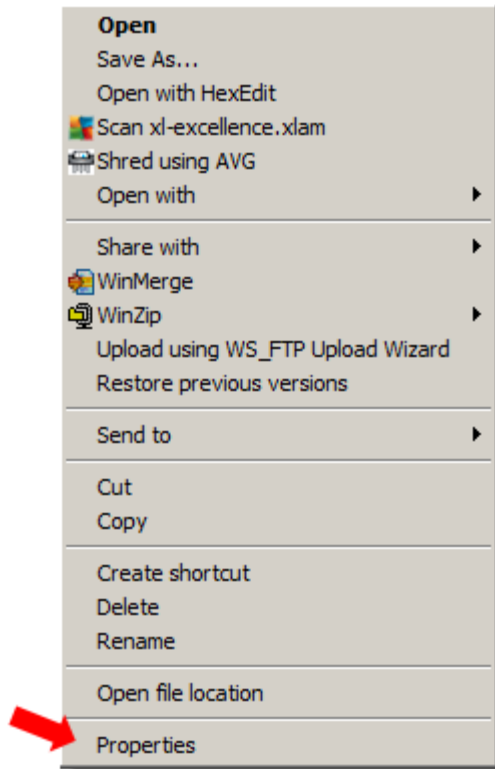 Open
Save As...
Open with HexEdit
Scan xl-excellence.xlam
Shred using AVG
Open with
Share with
WinMerge
WinZip
Upload using WS_FTP Upload Wizard
Restore previous versions
Send to
Cut
Copy
Create shortcut
Delete
Rename
Open file location
Properties